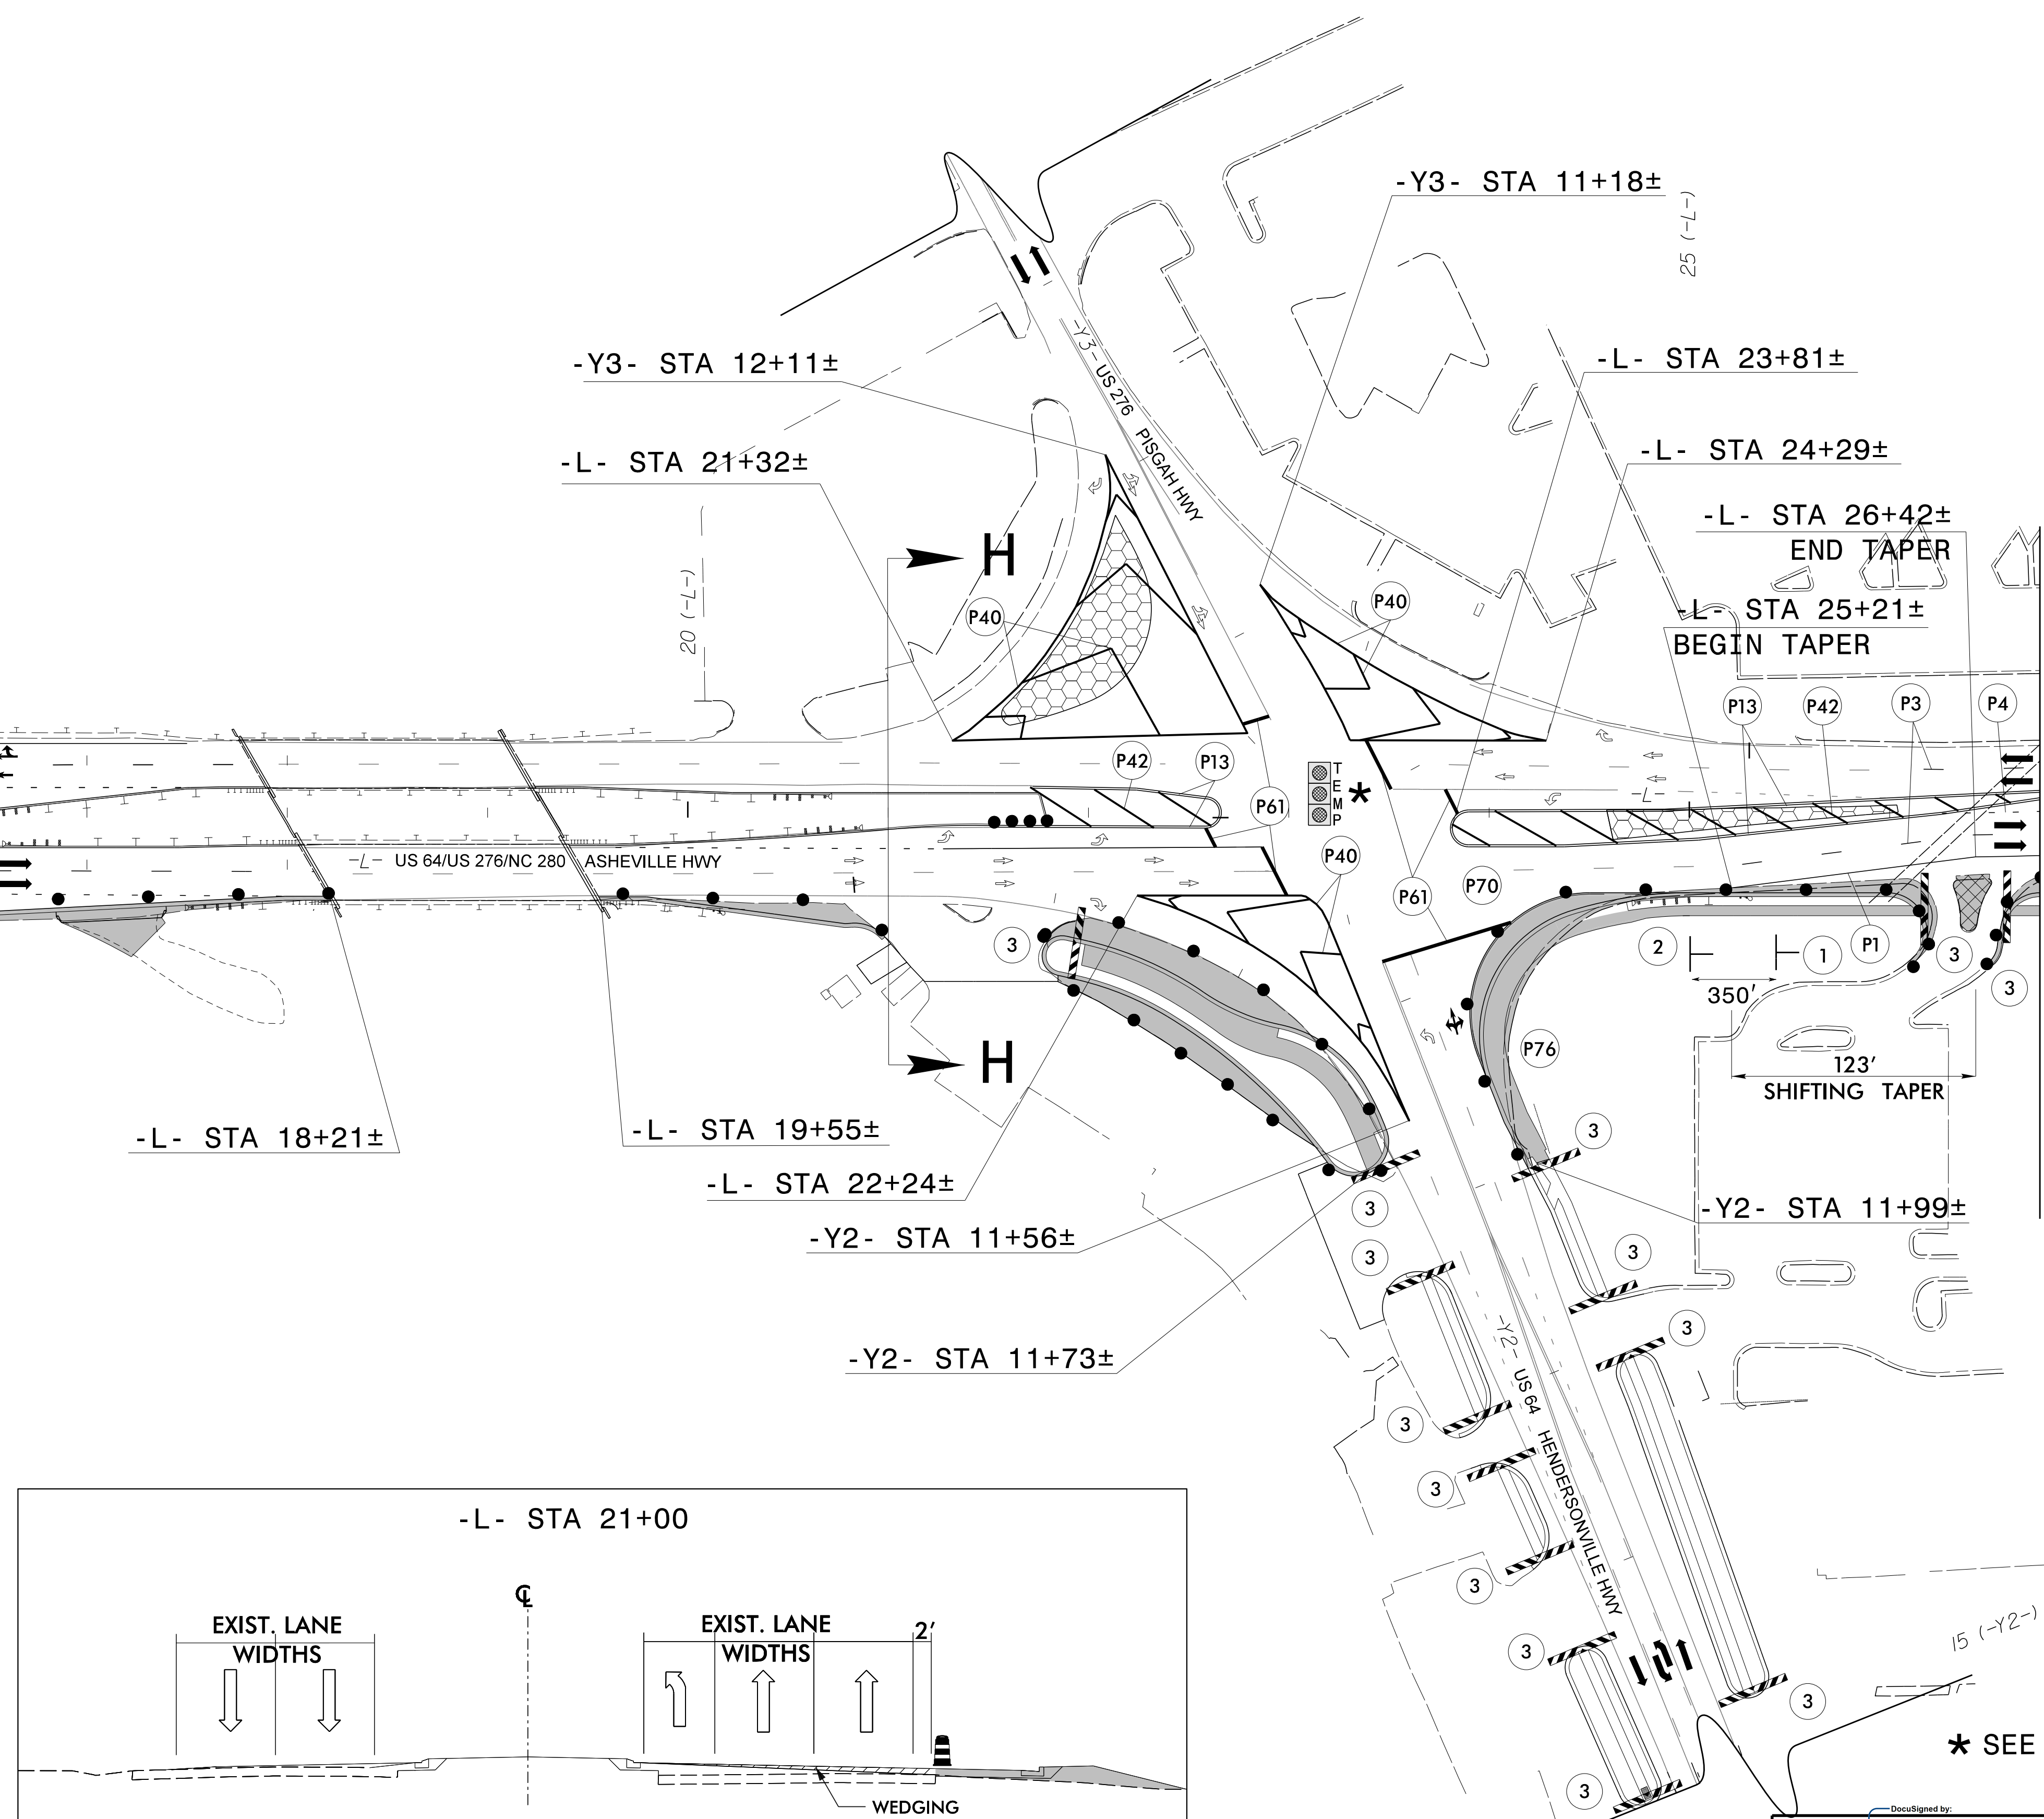 -Y3- STA 11+18±
25 (-L-)
-Y3- STA 12+11±
-L- STA 23+81±
-Y3- US 276 PISGAH HWY
-L- STA 21+32±
-L- STA 24+29±
-L- STA 26+42±
END TAPER
H
20 (-L-)
P40
P40
-L- STA 25+21±
BEGIN TAPER
P13
P42
P3
P4
P42
P13
P61
TEMP
*
-L-
-L- US 64/US 276/NC 280 ASHEVILLE HWY
P40
P61
P70
3
2
1
P1
3
3
350'
P76
H
123'
SHIFTING TAPER
-L- STA 18+21±
-L- STA 19+55±
3
-L- STA 22+24±
3
-Y2- STA 11+99±
-Y2- STA 11+56±
3
3
3
-Y2- STA 11+73±
-Y2- US 64 HENDERSONVILLE HWY
3
3
3
3
3
3
15 (-Y2-)
* SEE
-L- STA 21+00
℄
EXIST. LANE
WIDTHS
EXIST. LANE
WIDTHS
2'
WEDGING
DocuSigned by: